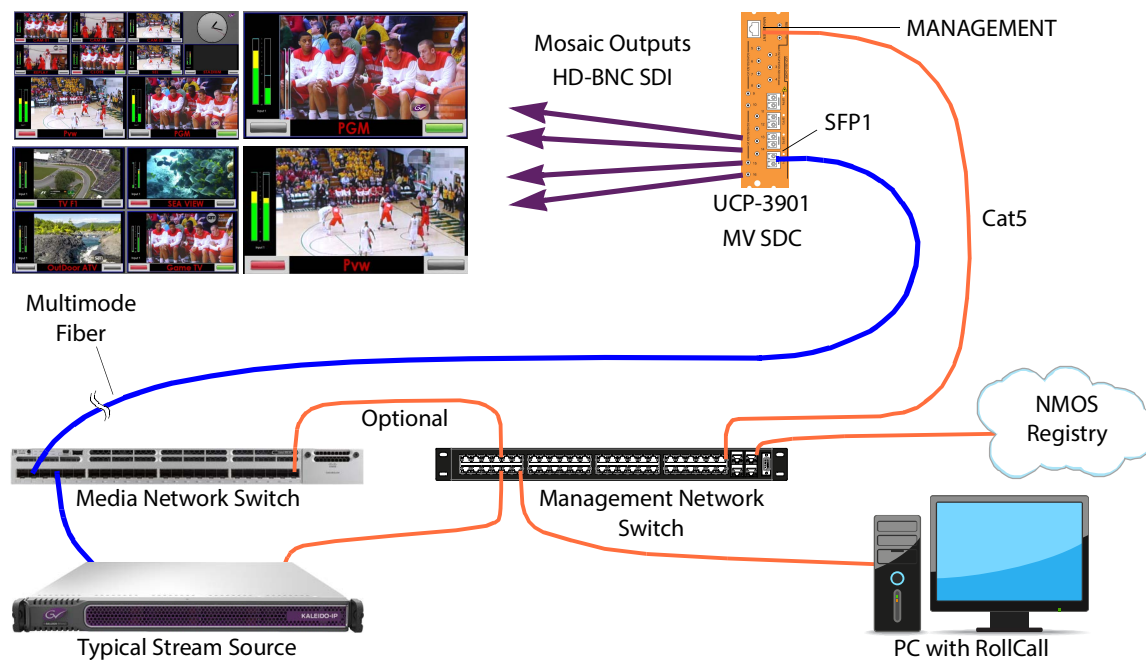 Mosaic Outputs
HD-BNC SDI
MANAGEMENT
SFP1
UCP-3901
MV SDC
Cat5
Pvw
PGM
PGM
TV F1
SEA VIEW
OutDoor ATV
Game TV
Pvw
Input 1
Multimode
Fiber
Optional
NMOS
Registry
Media Network Switch
Management Network
Switch
KALEIDO-IP
Typical Stream Source
PC with RollCall